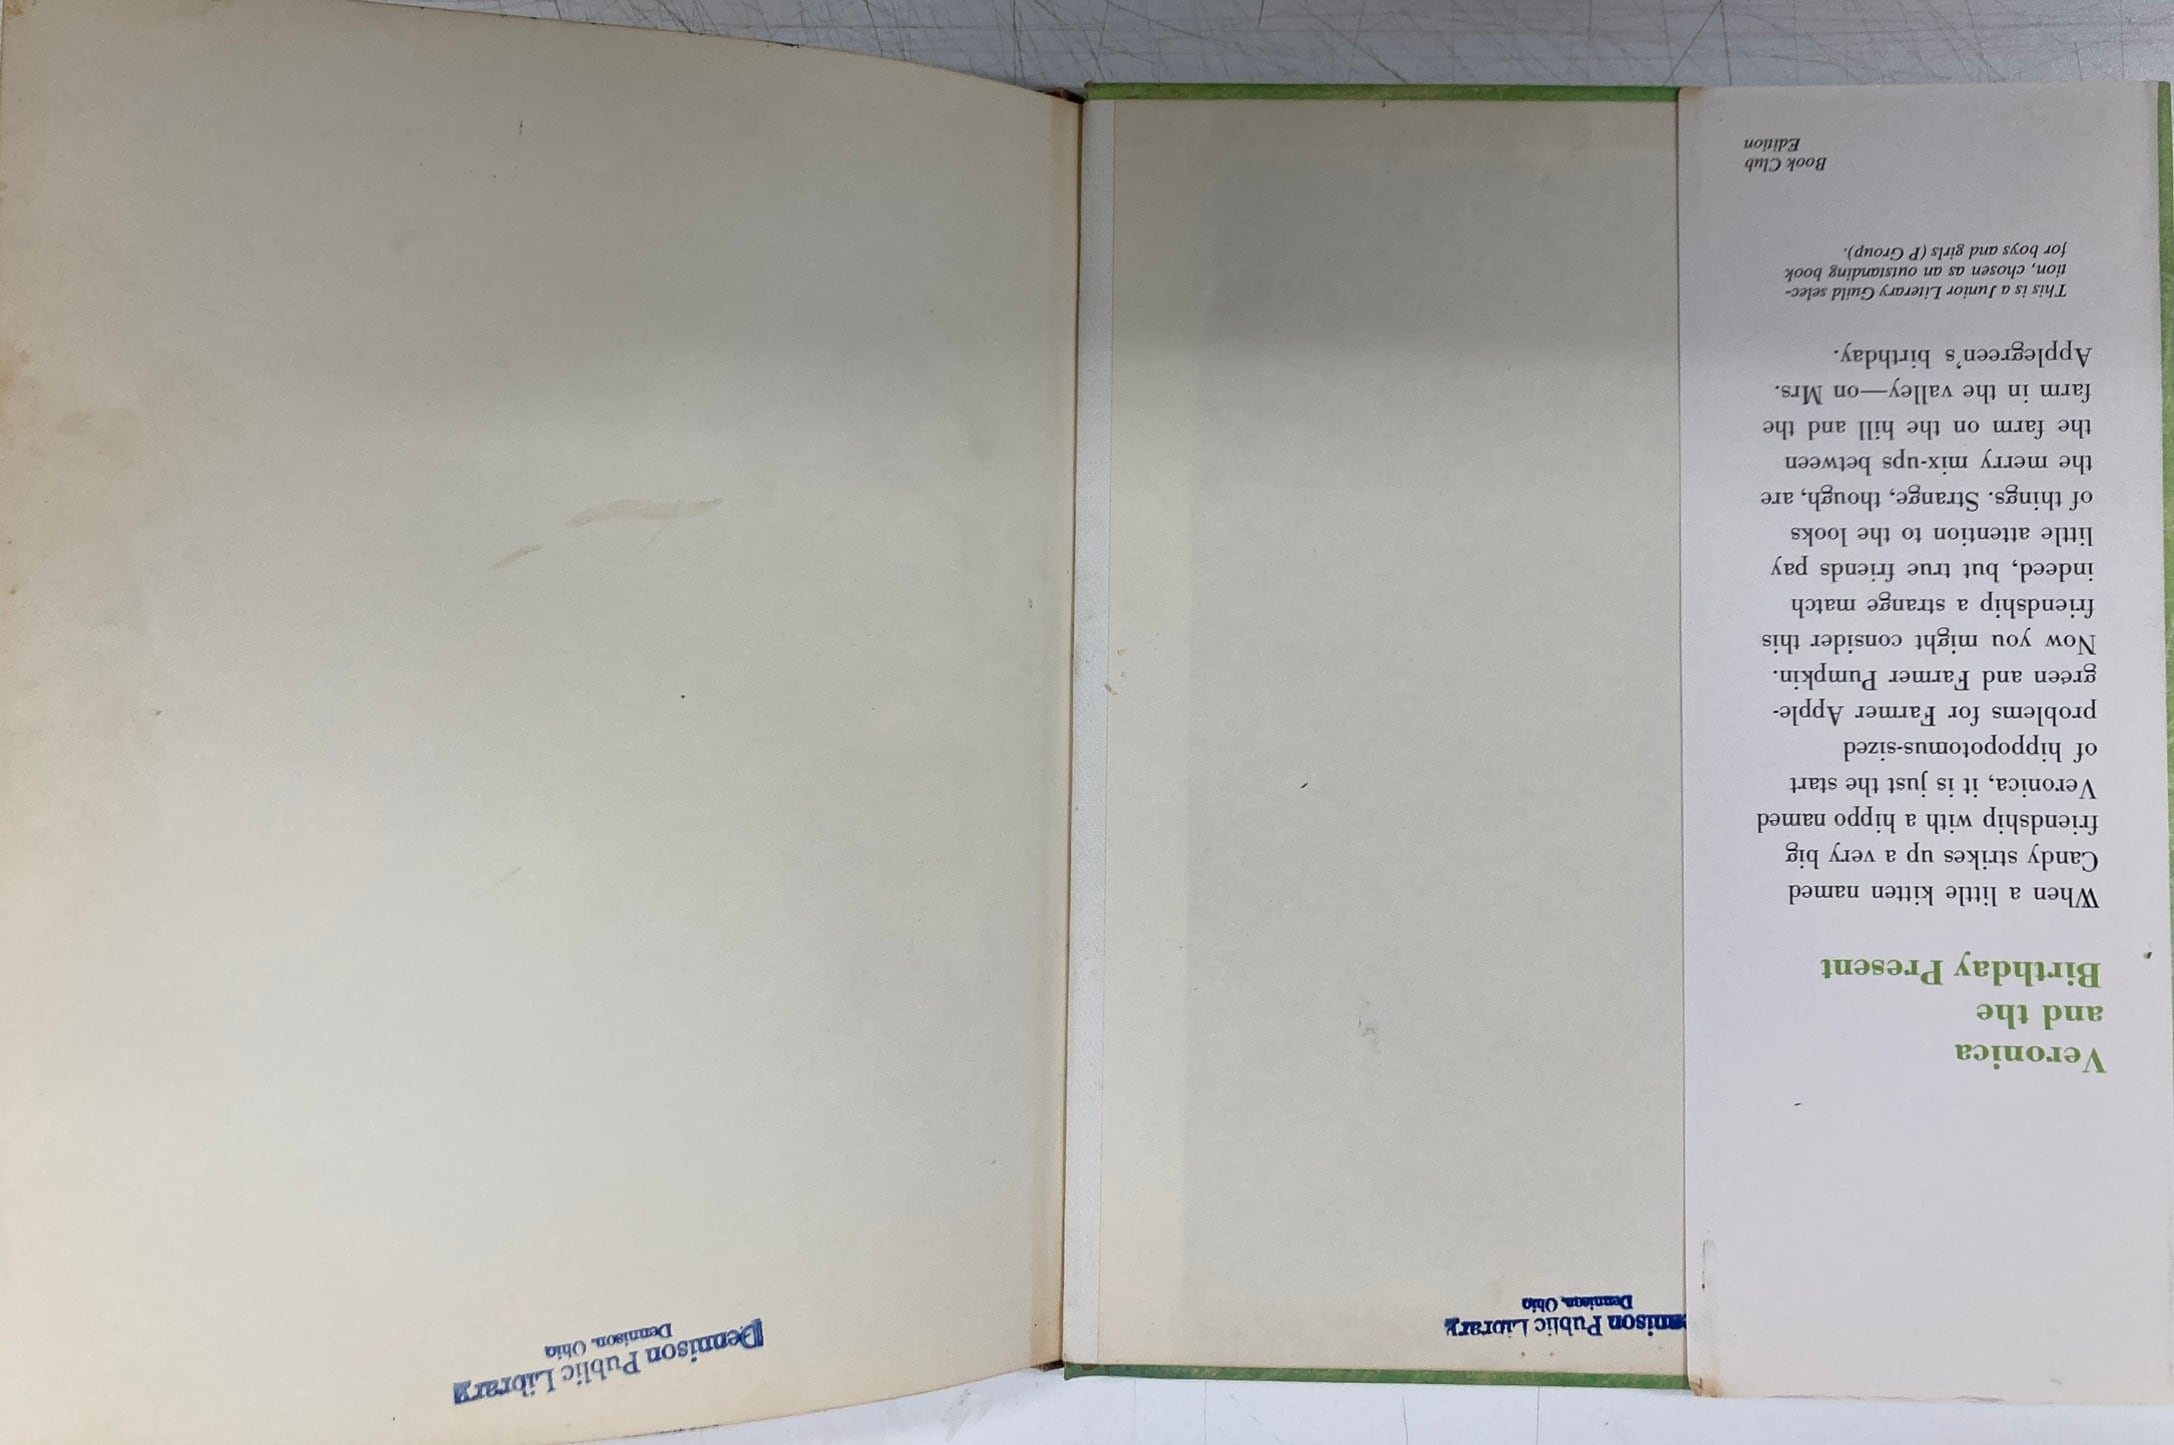 Veronica
and the
Birthday Present
When a little kitten named
Candy strikes up a very big
friendship with a hippo named
Veronica, it is just the start
of hippopotomus-sized
problems for Farmer Apple-
green and Farmer Pumpkin.
Now you might consider this
friendship a strange match
indeed, but true friends pay
little attention to the looks
of things. Strange, though, are
the merry mix-ups between
the farm on the hill and the
farm in the valley—on Mrs.
Applegreen's birthday.
This is a Junior Literary Guild selec-
tion, chosen as an outstanding book
for boys and girls (P Group).
Book Club
Edition
nnison Public Library
Dennison, Ohio
Dennison Public Library
Dennison, Ohio